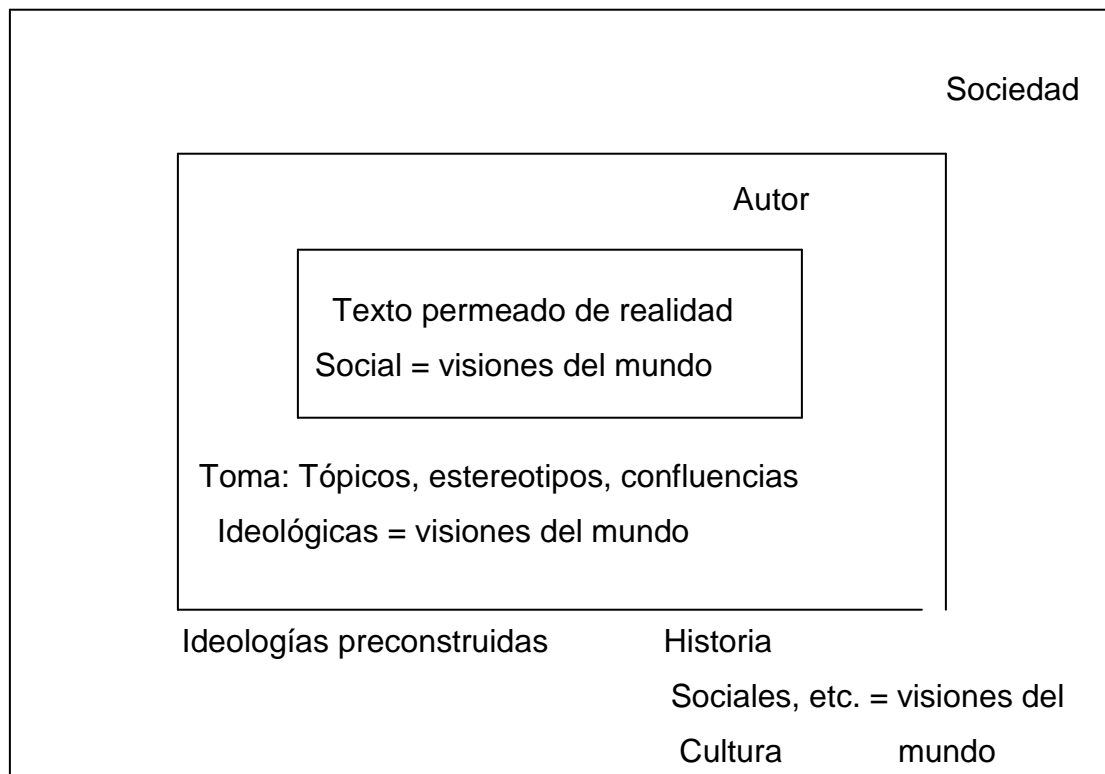 Sociedad
Autor
Texto permeado de realidad
Social = visiones del mundo
Toma: Tópicos, estereotipos, confluencias
Ideológicas = visiones del mundo
Ideologías preconstruidas Historia
Sociales, etc. = visiones del
Cultura mundo